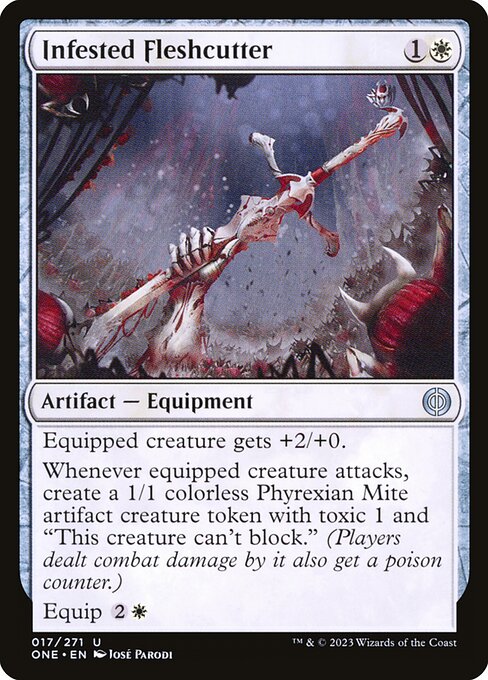 Infested Fleshcutter 1
Artifact — Equipment
Equipped creature gets +2/+0.
Whenever equipped creature attacks,
create a 1/1 colorless Phyrexian Mite
artifact creature token with toxic 1 and
“This creature can’t block.” (Players
dealt combat damage by it also get a poison
counter.)
Equip 2
017/271 U
ONE • EN José Parodi
™ & © 2023 Wizards of the Coast